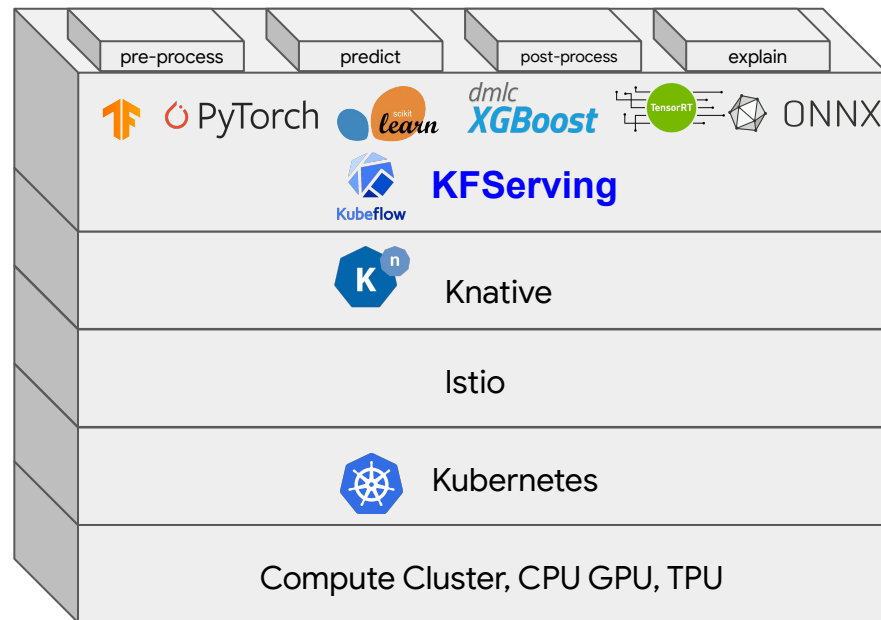 pre-process predict post-process explain
TF PyTorch scikit learn dmlc XGBoost TensorRT ONNX
Kubeflow KFServing
K n Knative
Istio
Kubernetes
Compute Cluster, CPU GPU, TPU